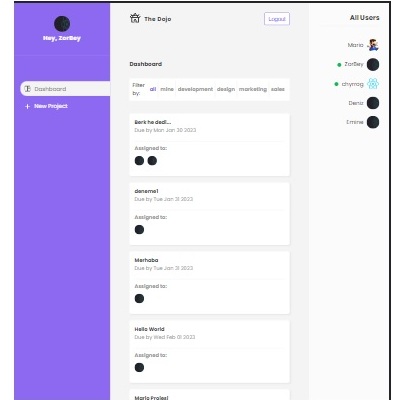 Hey, ZorBey
Dashboard
New Project
The Dojo
Logout
Dashboard
Filter by: all mine development design marketing sales
Berk he dedi...
Due by Mon Jan 30 2023
Assigned to:
deneme1
Due by Tue Jan 31 2023
Assigned to:
Merhaba
Due by Tue Jan 31 2023
Assigned to:
Hello World
Due by Wed Feb 01 2023
Assigned to:
Mario Project
All Users
Mario
ZorBey
chyrrag
Deniz
Emine